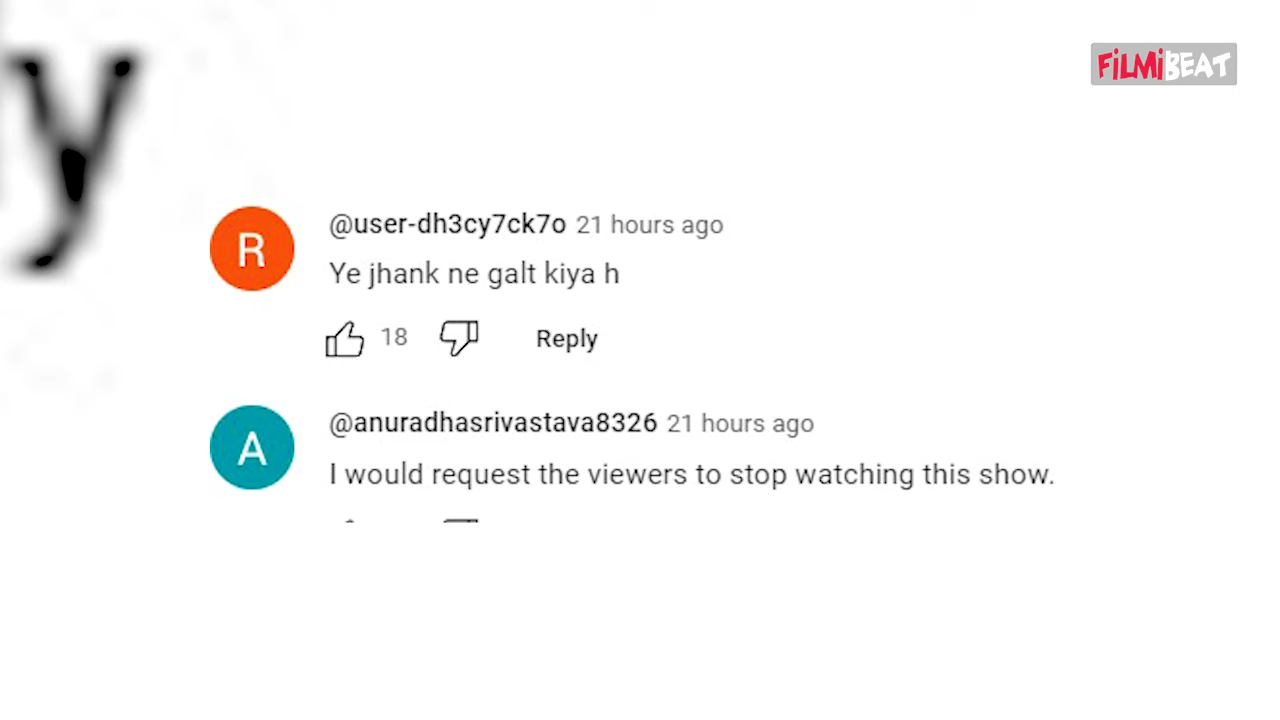 FILMIBEAT
y
R
@user-dh3cy7ck7o 21 hours ago
Ye jhank ne galt kiya h
18 Reply
A
@anuradhasrivastava8326 21 hours ago
I would request the viewers to stop watching this show.